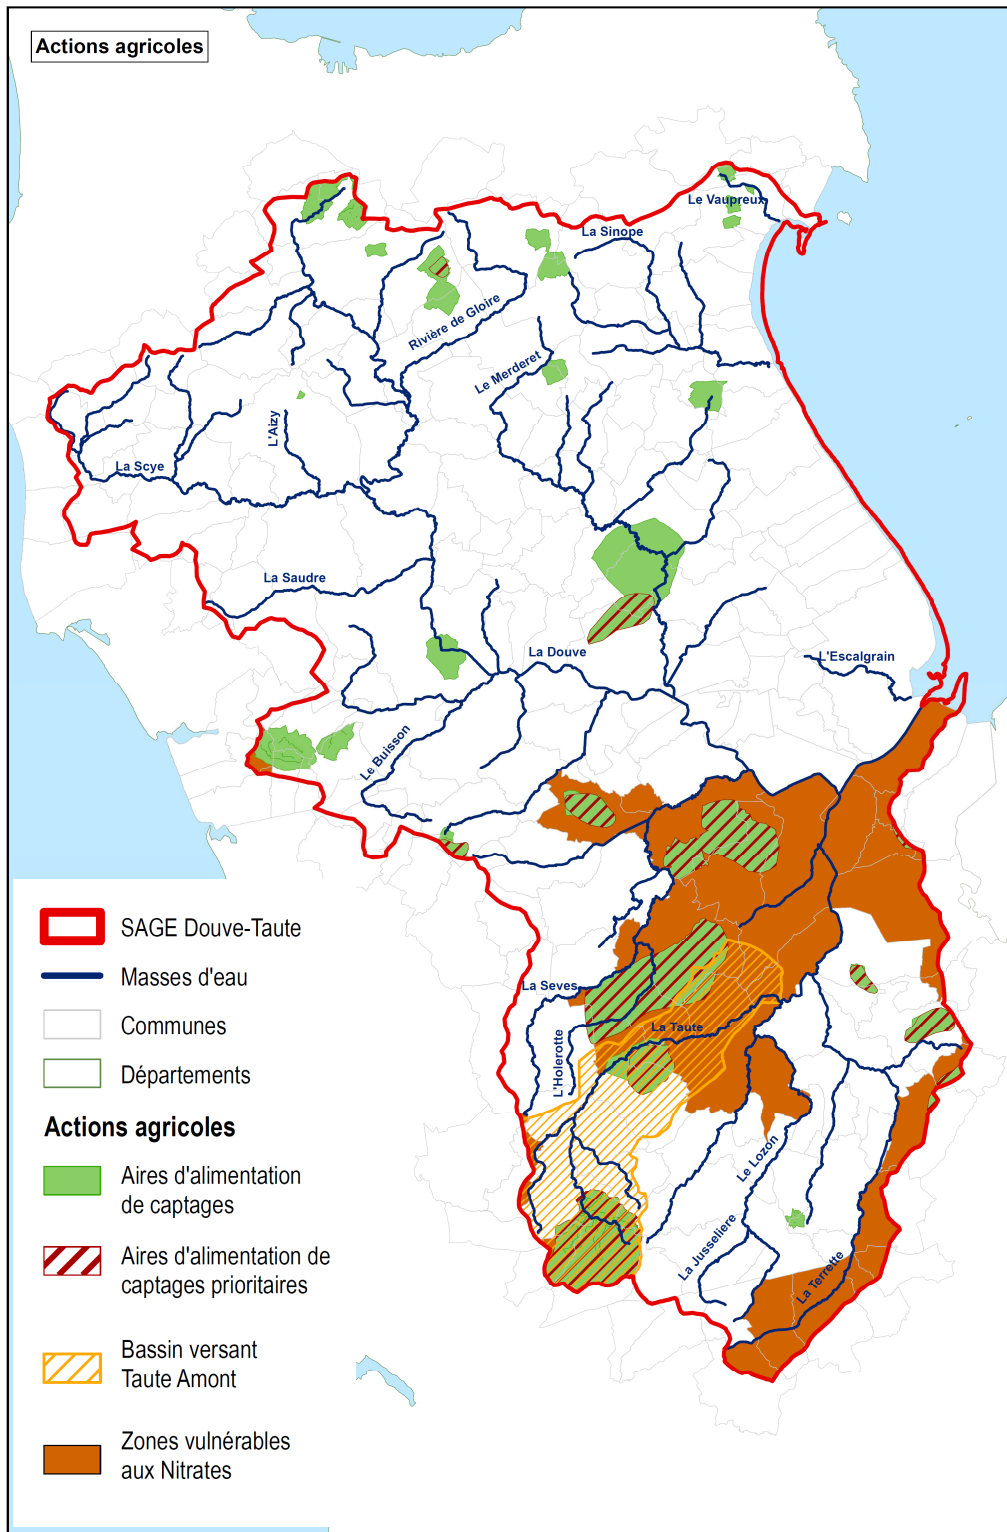 Actions agricoles
Le Vaupreux
La Sinope
Rivière de Gloire
Le Merderet
L'Aizy
La Scye
La Saudre
La Douve
L'Escalgrain
Le Buisson
La Seves
La Taute
L'Holerotte
Le Lozon
La Jusseliere
La Terrette
SAGE Douve-Taute
Masses d'eau
Communes
Départements
Actions agricoles
Aires d'alimentation
de captages
Aires d'alimentation de
captages prioritaires
Bassin versant
Taute Amont
Zones vulnérables
aux Nitrates